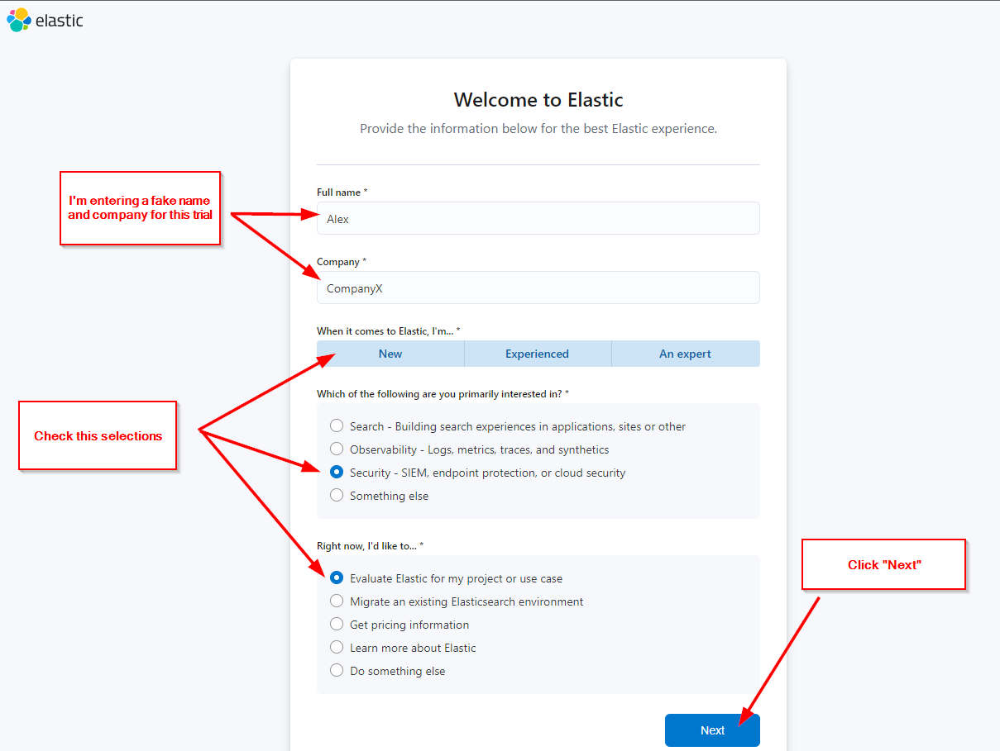 elastic
Welcome to Elastic
Provide the information below for the best Elastic experience.
I'm entering a fake name
and company for this trial
Full name *
Alex
Company *
CompanyX
When it comes to Elastic, I'm... *
New
Experienced
An expert
Check this selections
Which of the following are you primarily interested in? *
Search - Building search experiences in applications, sites or other
Observability - Logs, metrics, traces, and synthetics
Security - SIEM, endpoint protection, or cloud security
Something else
Right now, I'd like to... *
Evaluate Elastic for my project or use case
Migrate an existing Elasticsearch environment
Get pricing information
Learn more about Elastic
Do something else
Click "Next"
Next